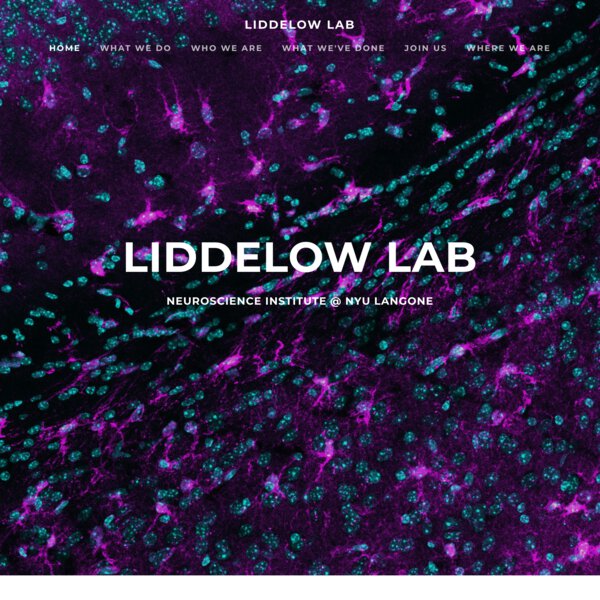 LIDDELOW LAB
HOME WHAT WE DO WHO WE ARE WHAT WE'VE DONE JOIN US WHERE WE ARE
LIDDELOW LAB
NEUROSCIENCE INSTITUTE @ NYU LANGONE